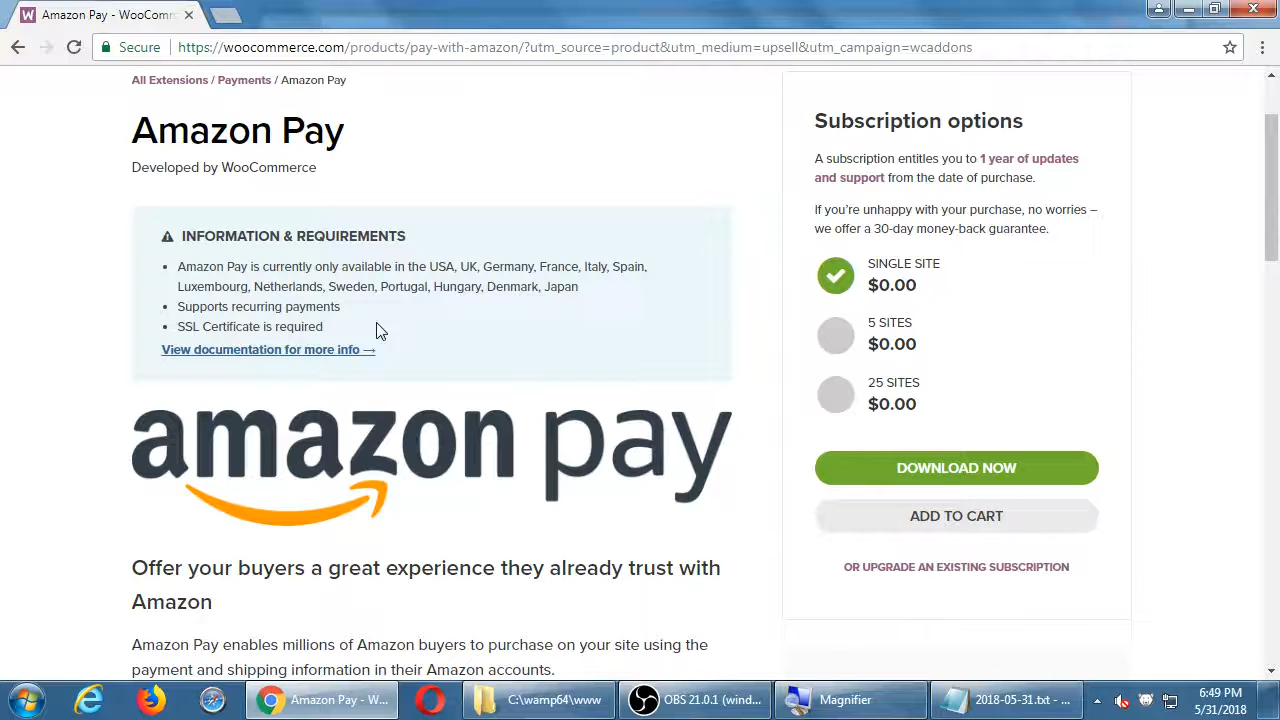 Amazon Pay - WooCom
Secure
https://woocommerce.com/products/pay-with-amazon/?utm_source=product&utm_medium=upsell&utm_campaign=wcaddons
All Extensions / Payments / Amazon Pay
Amazon Pay
Developed by WooCommerce
INFORMATION & REQUIREMENTS
• Amazon Pay is currently only available in the USA, UK, Germany, France, Italy, Spain,
Luxembourg, Netherlands, Sweden, Portugal, Hungary, Denmark, Japan
• Supports recurring payments
• SSL Certificate is required
View documentation for more info →
amazon pay
Offer your buyers a great experience they already trust with
Amazon
Amazon Pay enables millions of Amazon buyers to purchase on your site using the
payment and shipping information in their Amazon accounts.
Subscription options
A subscription entitles you to 1 year of updates
and support from the date of purchase.
If you're unhappy with your purchase, no worries –
we offer a 30-day money-back guarantee.
SINGLE SITE
$0.00
5 SITES
$0.00
25 SITES
$0.00
DOWNLOAD NOW
ADD TO CART
OR UPGRADE AN EXISTING SUBSCRIPTION
Amazon Pay - W...
C:\wamp64\www
OBS 21.0.1 (wind...
Magnifier
2018-05-31.txt - ...
6:49 PM
5/31/2018